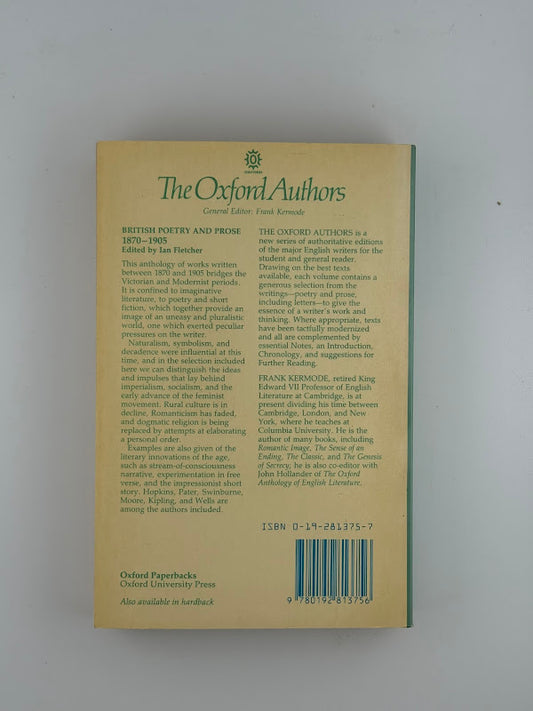 OXFORD
The Oxford Authors
General Editor: Frank Kermode
BRITISH POETRY AND PROSE
1870–1905
Edited by Ian Fletcher
This anthology of works written
between 1870 and 1905 bridges the
Victorian and Modernist periods.
It is confined to imaginative
literature, to poetry and short
fiction, which together provide an
image of an uneasy and pluralistic
world, one which exerted peculiar
pressures on the writer.
Naturalism, symbolism, and
decadence were influential at this
time, and in the selection included
here we can distinguish the ideas
and impulses that lay behind
imperialism, socialism, and the
early advance of the feminist
movement. Rural culture is in
decline, Romanticism has faded,
and dogmatic religion is being
replaced by attempts at elaborating
a personal order.
Examples are also given of the
literary innovations of the age,
such as stream-of-consciousness
narrative, experimentation in free
verse, and the impressionist short
story. Hopkins, Pater, Swinburne,
Moore, Kipling, and Wells are
among the authors included.
THE OXFORD AUTHORS is a
new series of authoritative editions
of the major English writers for the
student and general reader.
Drawing on the best texts
available, each volume contains a
generous selection from the
writings—poetry and prose,
including letters—to give the
essence of a writer's work and
thinking. Where appropriate, texts
have been tactfully modernized
and all are complemented by
essential Notes, an Introduction,
Chronology, and suggestions for
Further Reading.
FRANK KERMODE, retired King
Edward VII Professor of English
Literature at Cambridge, is at
present dividing his time between
Cambridge, London, and New
York, where he teaches at
Columbia University. He is the
author of many books, including
Romantic Image, The Sense of an
Ending, The Classic, and The Genesis
of Secrecy; he is also co-editor with
John Hollander of The Oxford
Anthology of English Literature.
ISBN 0-19-281375-7
9 780192 813756
Oxford Paperbacks
Oxford University Press
Also available in hardback